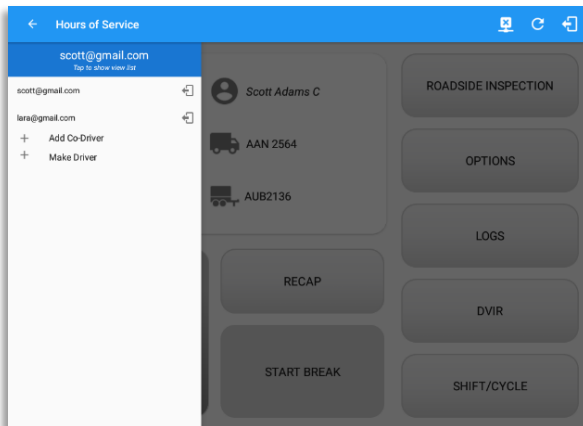 Hours of Service
scott@gmail.com
Tap to show view list
scott@gmail.com
lara@gmail.com
+ Add Co-Driver
+ Make Driver
Scott Adams C
AAN 2564
AUB2136
RECAP
START BREAK
ROADSIDE INSPECTION
OPTIONS
LOGS
DVIR
SHIFT/CYCLE